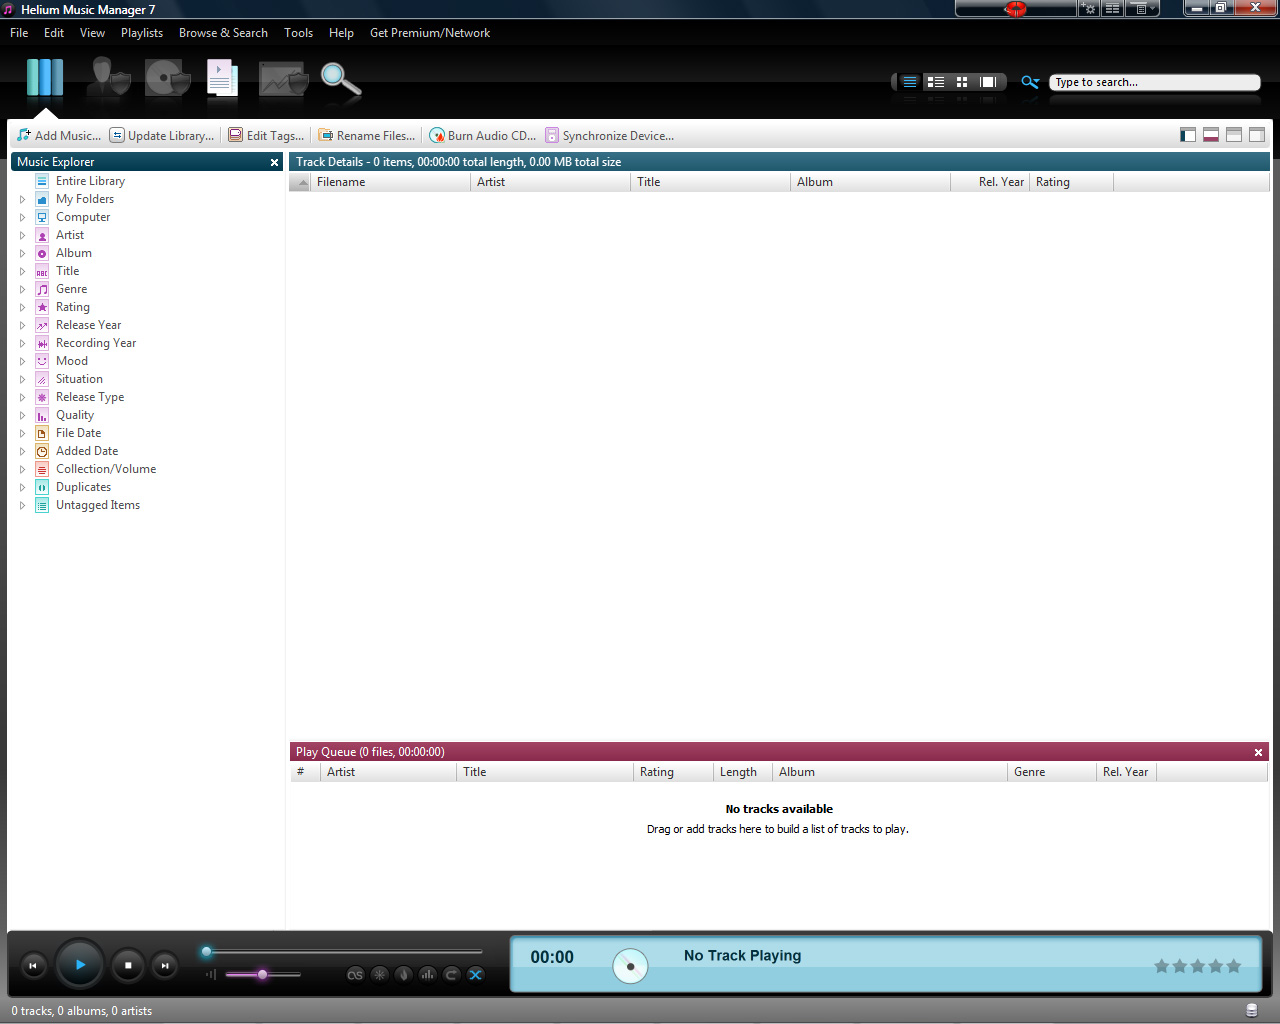 Helium Music Manager 7
File Edit View Playlists Browse & Search Tools Help Get Premium/Network
Type to search...
Add Music... Update Library... Edit Tags... Rename Files... Burn Audio CD... Synchronize Device...
Music Explorer
Entire Library
My Folders
Computer
Artist
Album
Title
Genre
Rating
Release Year
Recording Year
Mood
Situation
Release Type
Quality
File Date
Added Date
Collection/Volume
Duplicates
Untagged Items
Track Details - 0 items, 00:00:00 total length, 0.00 MB total size
Filename Artist Title Album Rel. Year Rating
Play Queue (0 files, 00:00:00)
# Artist Title Rating Length Album Genre Rel. Year
No tracks available
Drag or add tracks here to build a list of tracks to play.
00:00 No Track Playing
0 tracks, 0 albums, 0 artists